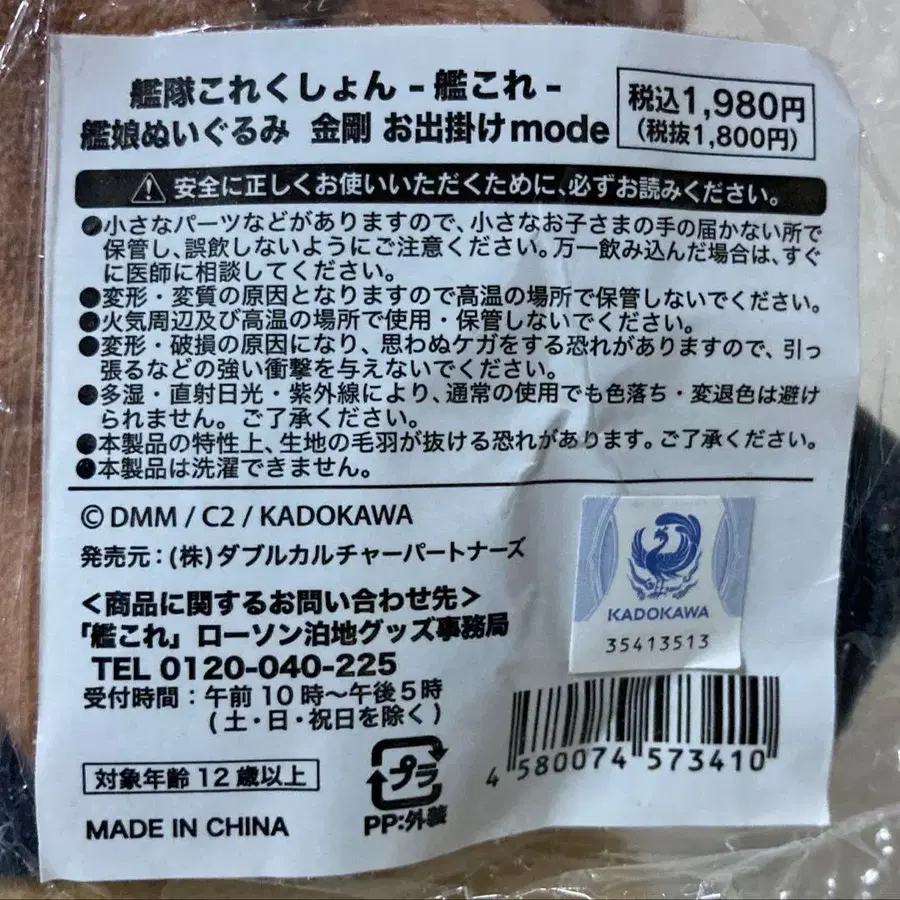 艦隊これくしょん - 艦これ -
艦娘ぬいぐるみ 金剛 お出掛けmode
税込1,980円
(税抜1,800円)
安全に正しくお使いいただくために、必ずお読みください。
●小さなパーツなどがありますので、小さなお子さまの手の届かない所で
保管し、誤飲しないようにご注意ください。万一飲み込んだ場合は、すぐ
に医師に相談してください。
●変形・変質の原因となりますので高温の場所で保管しないでください。
●火気周辺及び高温の場所で使用・保管しないでください。
●変形・破損の原因になり、思わぬケガをする恐れがありますので、引っ
張るなどの強い衝撃を与えないでください。
●多湿・直射日光・紫外線により、通常の使用でも色落ち・変退色は避け
られません。ご了承ください。
●本製品の特性上、生地の毛羽が抜ける恐れがあります。ご了承ください。
●本製品は洗濯できません。
© DMM / C2 / KADOKAWA
発売元:(株)ダブルカルチャーパートナーズ
<商品に関するお問い合わせ先>
「艦これ」ローソン泊地グッズ事務局
TEL 0120-040-225
受付時間:午前10時~午後5時
(土・日・祝日を除く)
KADOKAWA
35413513
対象年齢12歳以上
MADE IN CHINA
プラ
PP:外装
4 580074 573410